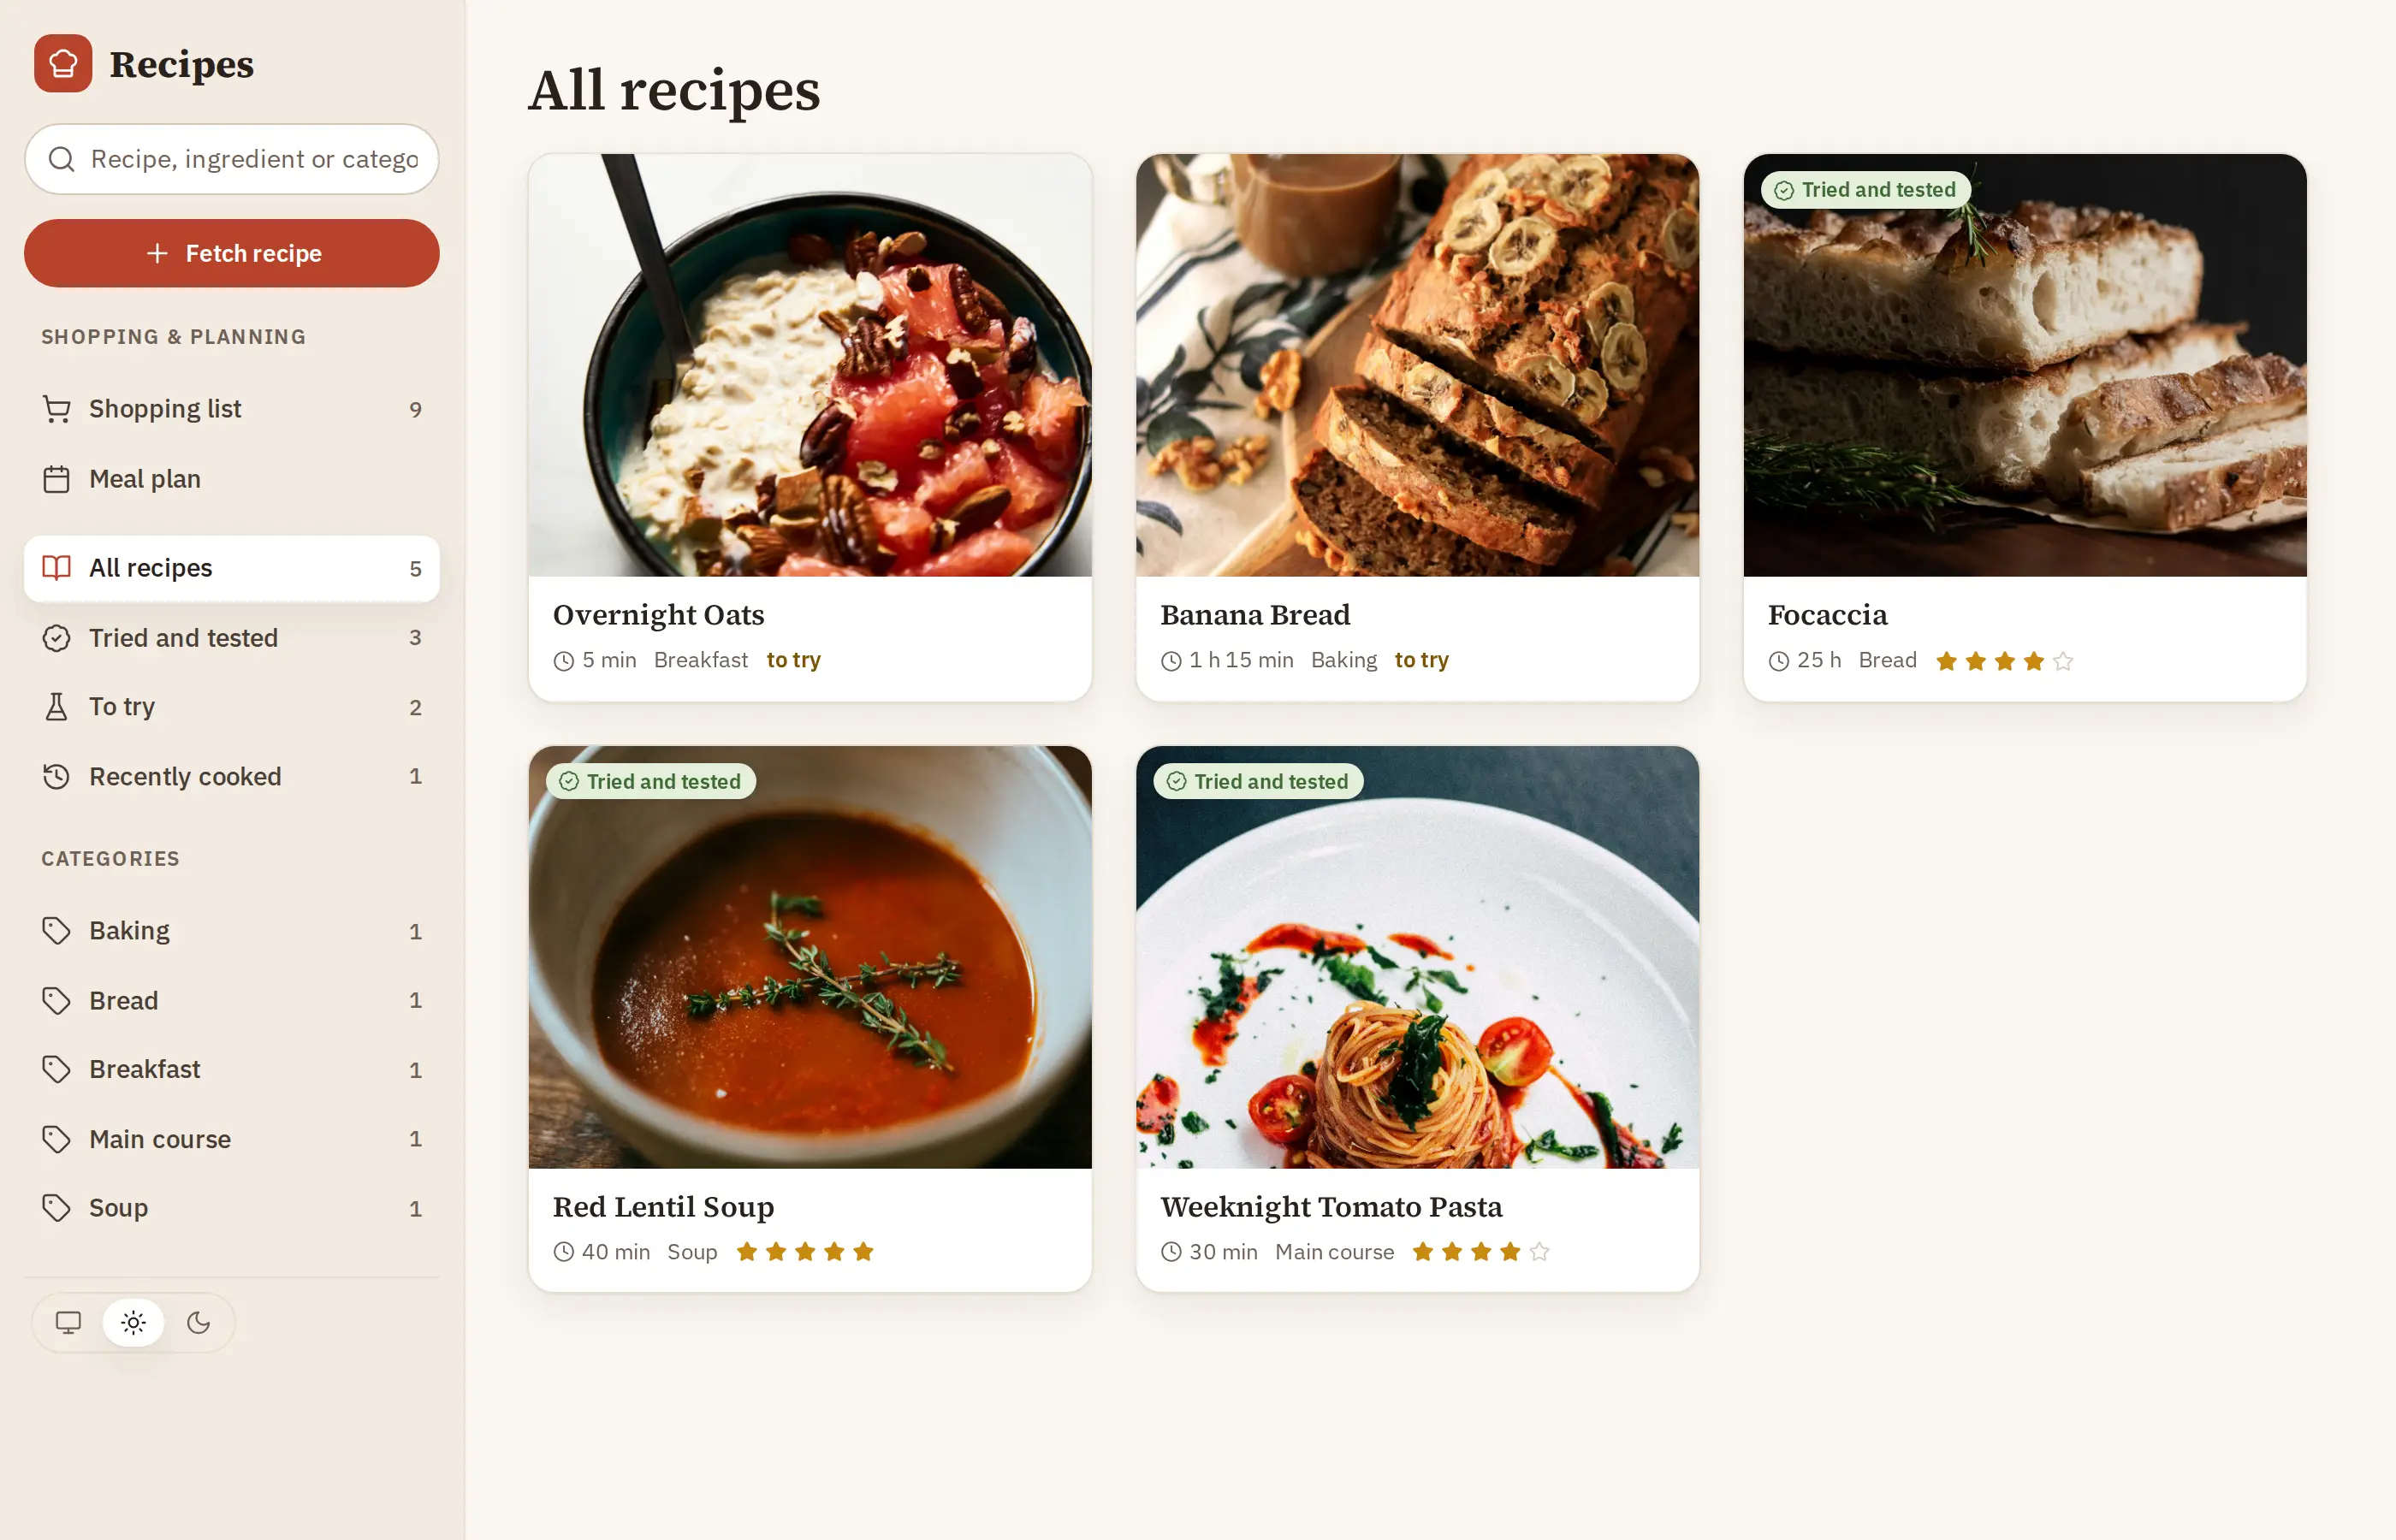 Recipes
Recipe, ingredient or catego
Fetch recipe
SHOPPING & PLANNING
Shopping list 9
Meal plan
All recipes 5
Tried and tested 3
To try 2
Recently cooked 1
CATEGORIES
Baking 1
Bread 1
Breakfast 1
Main course 1
Soup 1
All recipes
Overnight Oats
5 min Breakfast to try
Banana Bread
1 h 15 min Baking to try
Tried and tested
Focaccia
25 h Bread
Tried and tested
Red Lentil Soup
40 min Soup
Tried and tested
Weeknight Tomato Pasta
30 min Main course